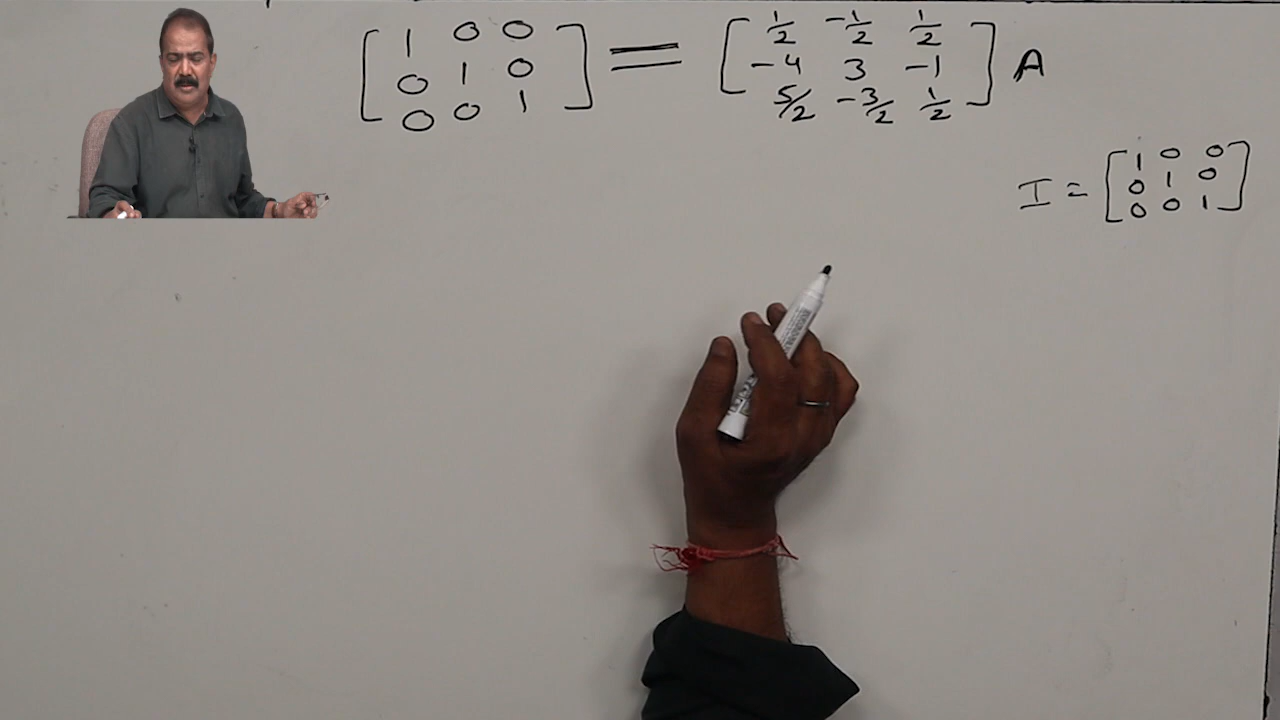 [ 1 0 0 ] = [ 1/2 -1/2 1/2 ] A
[ 0 1 0 ] [ -4 3 -1 ]
[ 0 0 1 ] [ 5/2 -3/2 1/2 ]
I = [ 1 0 0 ]
[ 0 1 0 ]
[ 0 0 1 ]